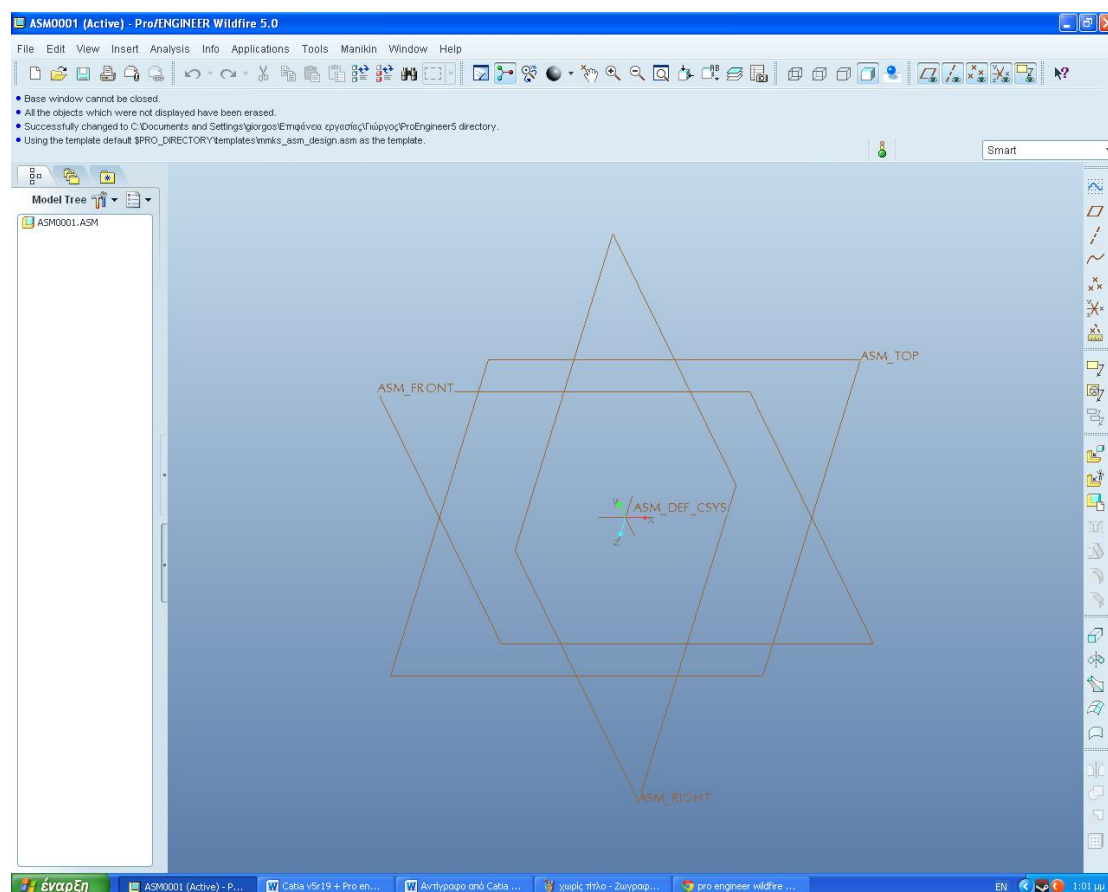 ASM0001 (Active) - Pro/ENGINEER Wildfire 5.0
File Edit View Insert Analysis Info Applications Tools Manikin Window Help
Base window cannot be closed.
All the objects which were not displayed have been erased.
Successfully changed to C:\Documents and Settings\giorgos\Επιφάνεια εργασίας\Γιώργος\ProEngineer5 directory.
Using the template default $PRO_DIRECTORY\templates\mmks_asm_design.asm as the template.
Smart
Model Tree
ASM0001.ASM
ASM_TOP
ASM_FRONT
ASM_DEF_CSYS
y
x
z
ASM_RIGHT
έναρξη
ASM0001 (Active) - P...
Catia v5r19 + Pro en...
Αντίγραφο από Catia ...
χωρίς τίτλο - Ζωγραφ...
pro engineer wildfire ...
EN
1:01 μμ